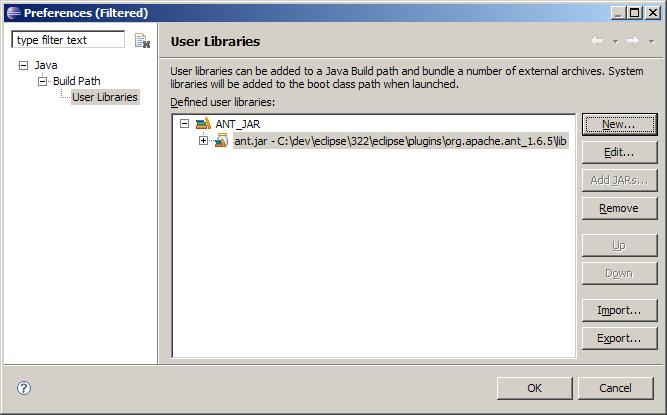 Preferences (Filtered)
type filter text
Java
Build Path
User Libraries
User Libraries
User libraries can be added to a Java Build path and bundle a number of external archives. System
libraries will be added to the boot class path when launched.
Defined user libraries:
ANT_JAR
ant.jar - C:\dev\eclipse\322\eclipse\plugins\org.apache.ant_1.6.5\lib
New...
Edit...
Add JARs...
Remove
Up
Down
Import...
Export...
?
OK
Cancel